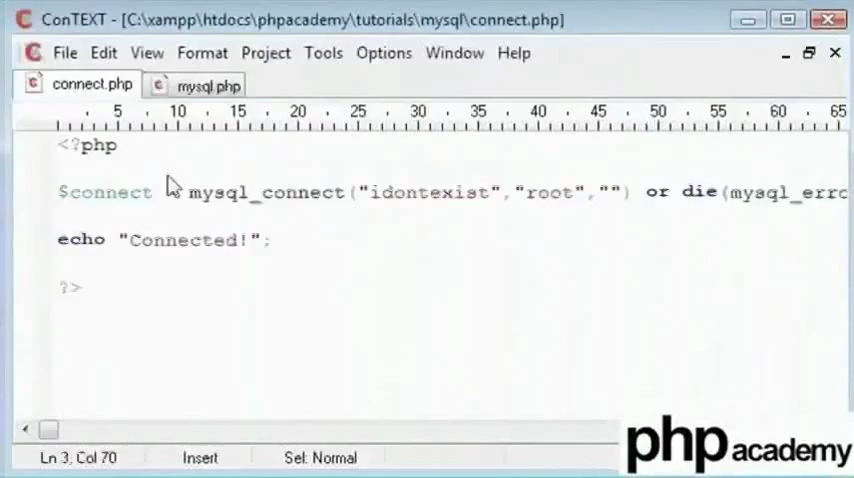 ConTEXT - [C:\xampp\htdocs\phpacademy\tutorials\mysql\connect.php]
File Edit View Format Project Tools Options Window Help
connect.php mysql.php
5 10 15 20 25 30 35 40 45 50 55 60 65
<?php
$connect mysql_connect("idontexist","root","") or die(mysql_erro
echo "Connected!";
?>
Ln 3, Col 70 Insert Sel: Normal
php academy